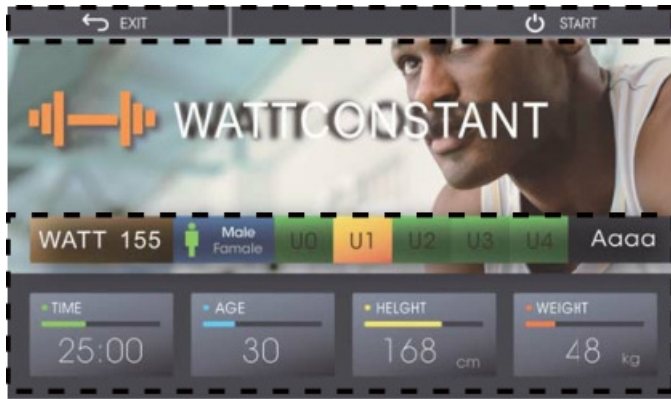 EXIT START
WATTCONSTANT
WATT 155 Male U0 U1 U2 U3 U4 Aaaa
Famale
TIME AGE HELGHT WEIGHT
25:00 30 168 cm 48 kg